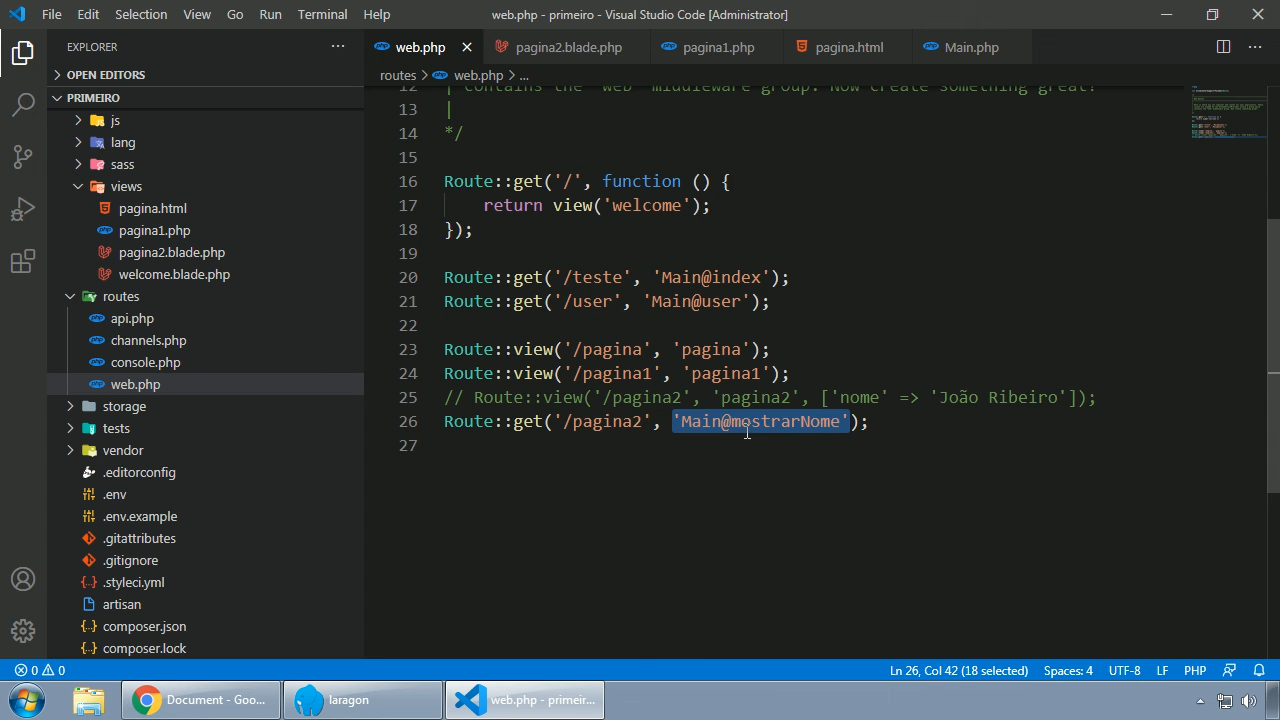 File Edit Selection View Go Run Terminal Help
web.php - primeiro - Visual Studio Code [Administrator]
EXPLORER
OPEN EDITORS
PRIMEIRO
js
lang
sass
views
pagina.html
pagina1.php
pagina2.blade.php
welcome.blade.php
routes
api.php
channels.php
console.php
web.php
storage
tests
vendor
.editorconfig
.env
.env.example
.gitattributes
.gitignore
.styleci.yml
artisan
composer.json
composer.lock
web.php pagina2.blade.php pagina1.php pagina.html Main.php
routes > web.php > ...
12 | contains the "web" middleware group. Now create something great!
13 |
14 */
15
16 Route::get('/', function () {
17 return view('welcome');
18 });
19
20 Route::get('/teste', 'Main@index');
21 Route::get('/user', 'Main@user');
22
23 Route::view('/pagina', 'pagina');
24 Route::view('/pagina1', 'pagina1');
25 // Route::view('/pagina2', 'pagina2', ['nome' => 'João Ribeiro']);
26 Route::get('/pagina2', 'Main@mostrarNome');
27
0 0 Ln 26, Col 42 (18 selected) Spaces: 4 UTF-8 LF PHP
Document - Goo... laragon web.php - primeir...